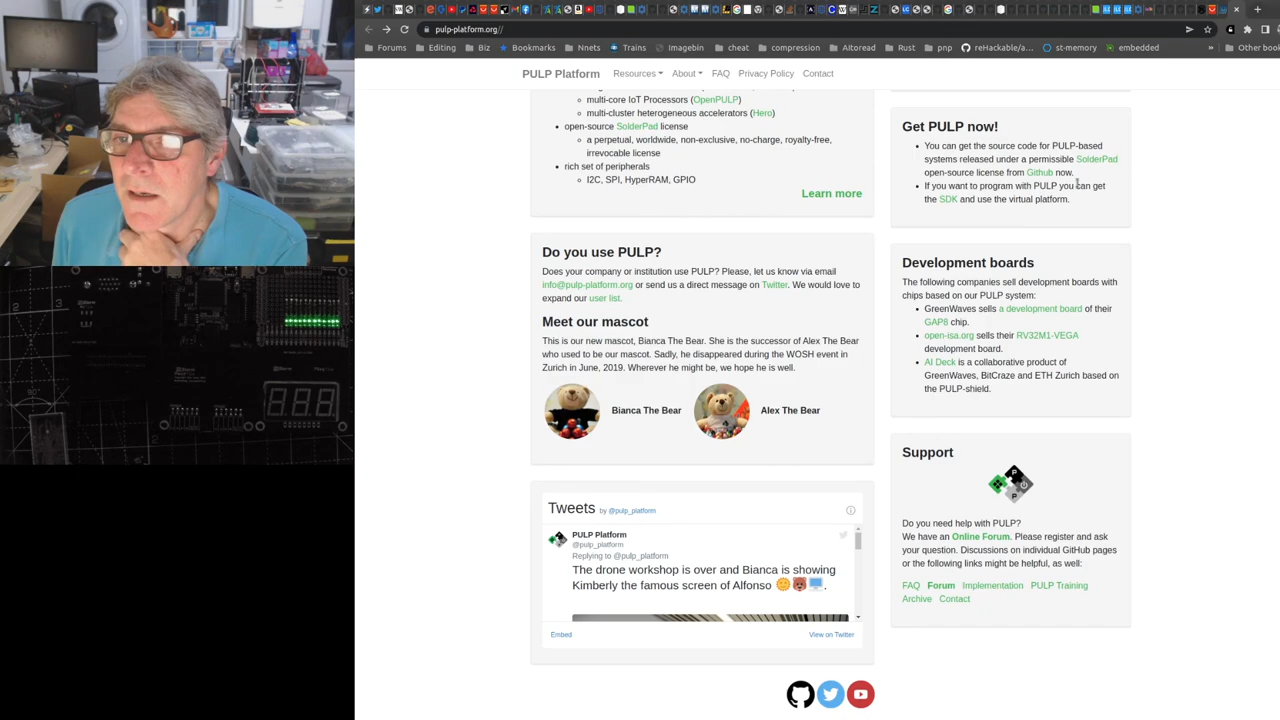 pulp-platform.org//
Forums
Editing
Biz
Bookmarks
Nnets
Trains
Imagebin
cheat
compression
Altoread
Rust
pnp
reHackable/a...
st-memory
embedded
»
Other book
PULP Platform
Resources
About
FAQ
Privacy Policy
Contact
multi-core IoT Processors (OpenPULP)
multi-cluster heterogeneous accelerators (Hero)
open-source SolderPad license
a perpetual, worldwide, non-exclusive, no-charge, royalty-free,
irrevocable license
rich set of peripherals
I2C, SPI, HyperRAM, GPIO
Learn more
Do you use PULP?
Does your company or institution use PULP? Please, let us know via email
info@pulp-platform.org or send us a direct message on Twitter. We would love to
expand our user list.
Meet our mascot
This is our new mascot, Bianca The Bear. She is the successor of Alex The Bear
who used to be our mascot. Sadly, he disappeared during the WOSH event in
Zurich in June, 2019. Wherever he might be, we hope he is well.
Bianca The Bear
Alex The Bear
Tweets by @pulp_platform
PULP Platform
@pulp_platform
Replying to @pulp_platform
The drone workshop is over and Bianca is showing
Kimberly the famous screen of Alfonso 🌞🐻🖥️.
Embed
View on Twitter
Get PULP now!
You can get the source code for PULP-based
systems released under a permissible SolderPad
open-source license from Github now.
If you want to program with PULP you can get
the SDK and use the virtual platform.
Development boards
The following companies sell development boards with
chips based on our PULP system:
GreenWaves sells a development board of their
GAP8 chip.
open-isa.org sells their RV32M1-VEGA
development board.
AI Deck is a collaborative product of
GreenWaves, BitCraze and ETH Zurich based on
the PULP-shield.
Support
P
P
Do you need help with PULP?
We have an Online Forum. Please register and ask
your question. Discussions on individual GitHub pages
or the following links might be helpful, as well:
FAQ Forum Implementation PULP Training
Archive Contact